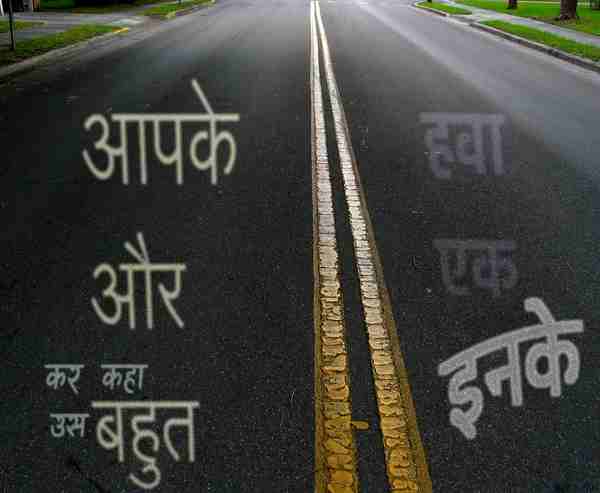 आपके
हवा
और
एक
इनके
कर कहा
उस बहुत